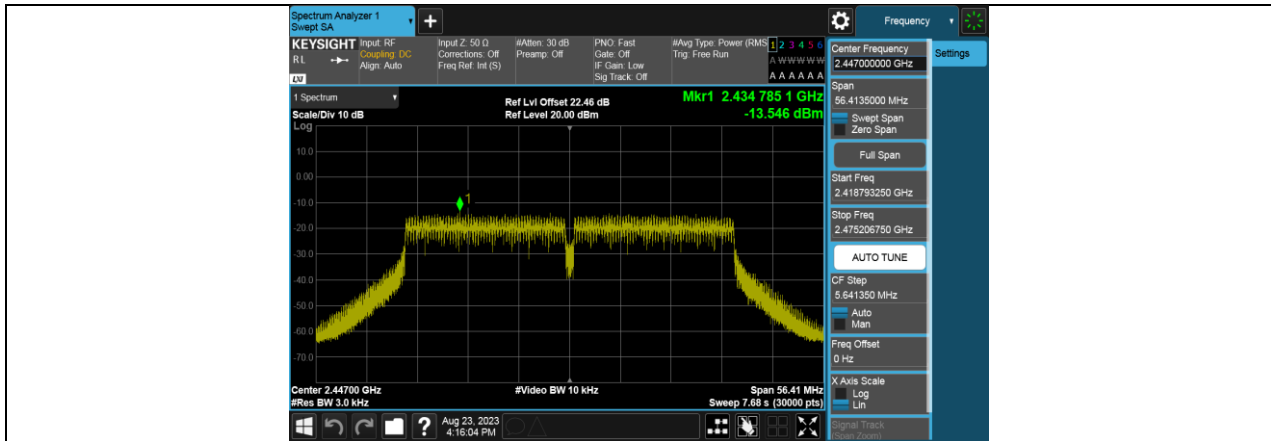 Spectrum Analyzer 1
Swept SA
Frequency
KEYSIGHT
Input: RF
Coupling: DC
Align: Auto
Input Z: 50 Ω
Corrections: Off
Freq Ref: Int (S)
#Atten: 30 dB
Preamp: Off
PNO: Fast
Gate: Off
IF Gain: Low
Sig Track: Off
#Avg Type: Power (RMS
Trig: Free Run
1 2 3 4 5 6
A W W W W W
A A A A A A
RL
LXI
1 Spectrum
Scale/Div 10 dB
Log
Ref Lvl Offset 22.46 dB
Ref Level 20.00 dBm
Mkr1 2.434 785 1 GHz
-13.546 dBm
10.0
0.00
-10.0
-20.0
-30.0
-40.0
-50.0
-60.0
-70.0
1
Center 2.44700 GHz
#Res BW 3.0 kHz
#Video BW 10 kHz
Span 56.41 MHz
Sweep 7.68 s (30000 pts)
Center Frequency
2.447000000 GHz
Settings
Span
56.4135000 MHz
Swept Span
Zero Span
Full Span
Start Freq
2.418793250 GHz
Stop Freq
2.475206750 GHz
AUTO TUNE
CF Step
5.641350 MHz
Auto
Man
Freq Offset
0 Hz
X Axis Scale
Log
Lin
Signal Track
(Span Zoom)
?
Aug 23, 2023
4:16:04 PM